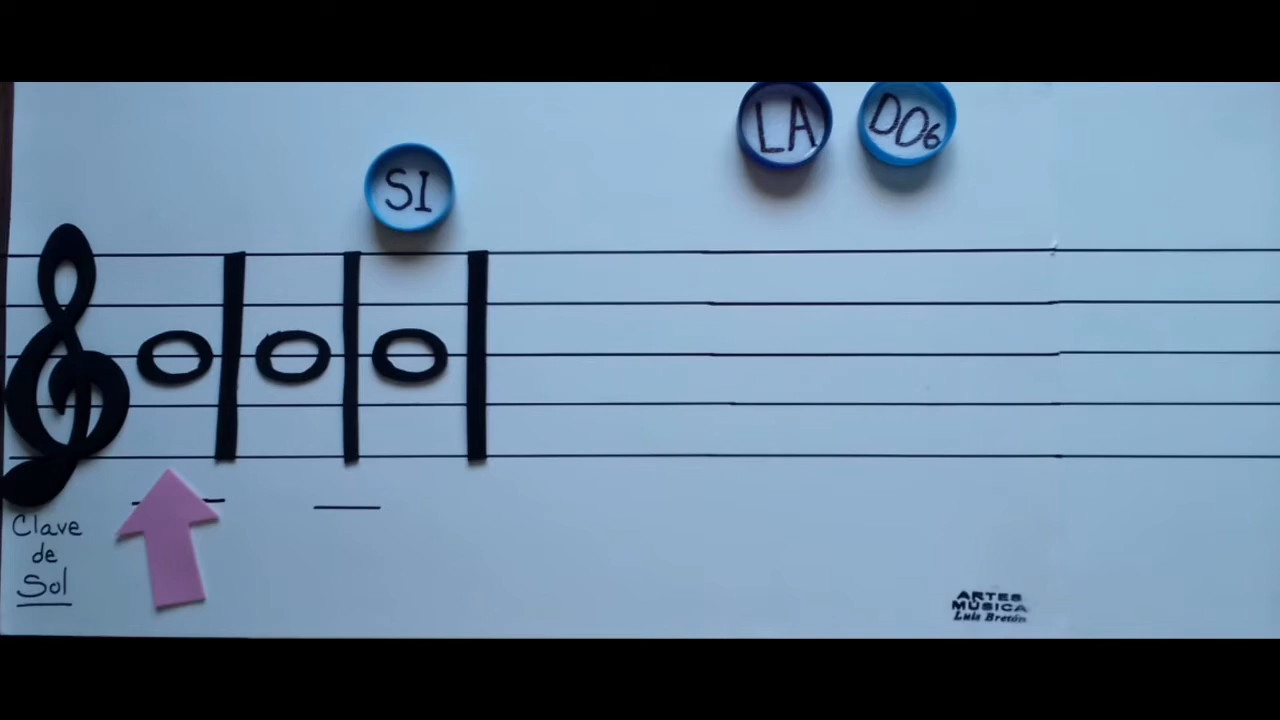 LA DO6
SI
Clave
de
Sol
ARTES
MÚSICA
Luis Bretón